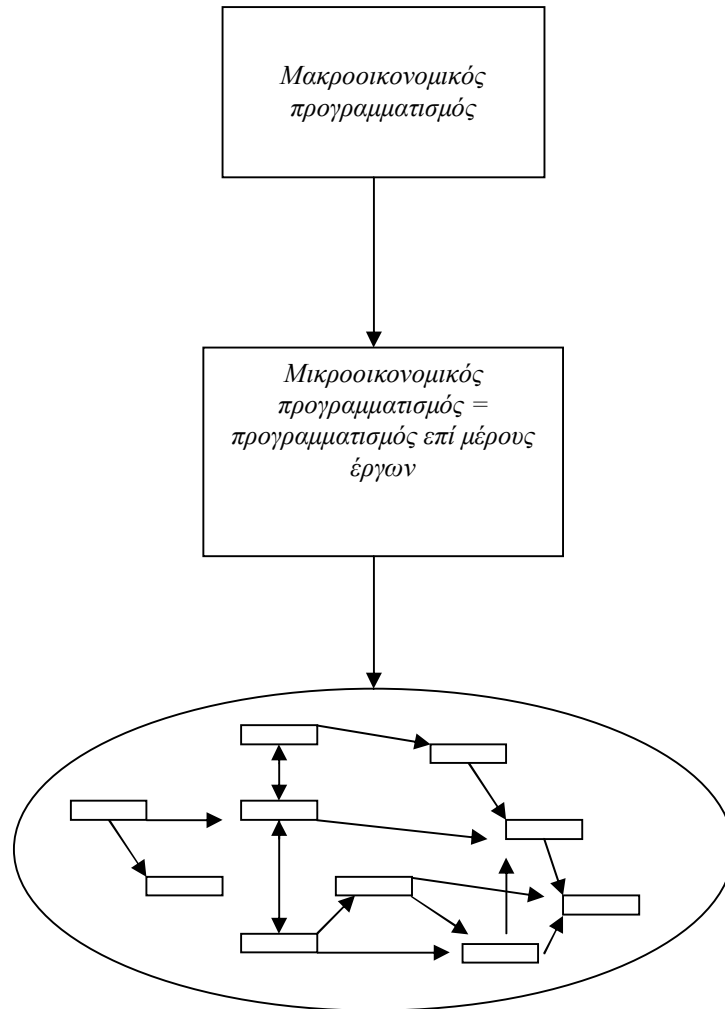 Μακροοικονομικός
προγραμματισμός
Μικροοικονομικός
προγραμματισμός =
προγραμματισμός επί μέρους
έργων